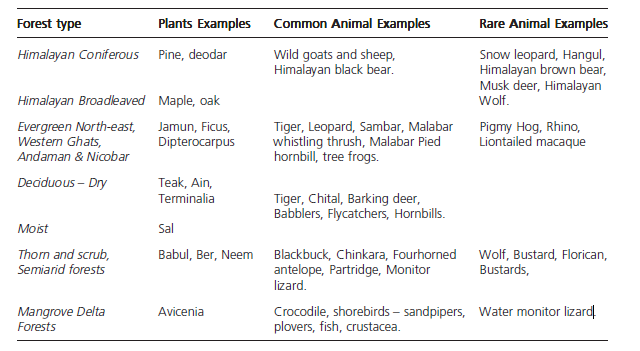 Forest type Plants Examples Common Animal Examples Rare Animal Examples
Himalayan Coniferous Pine, deodar Wild goats and sheep, Snow leopard, Hangul,
Himalayan black bear. Himalayan brown bear,
Musk deer, Himalayan
Himalayan Broadleaved Maple, oak Wolf.
Evergreen North-east, Jamun, Ficus, Tiger, Leopard, Sambar, Malabar Pigmy Hog, Rhino,
Western Ghats, Dipterocarpus whistling thrush, Malabar Pied Liontailed macaque
Andaman & Nicobar hornbill, tree frogs.
Deciduous – Dry Teak, Ain,
Terminalia Tiger, Chital, Barking deer,
Babblers, Flycatchers, Hornbills.
Moist Sal
Thorn and scrub, Babul, Ber, Neem Blackbuck, Chinkara, Fourhorned Wolf, Bustard, Florican,
Semiarid forests antelope, Partridge, Monitor Bustards,
lizard.
Mangrove Delta Avicenia Crocodile, shorebirds – sandpipers, Water monitor lizard.
Forests plovers, fish, crustacea.